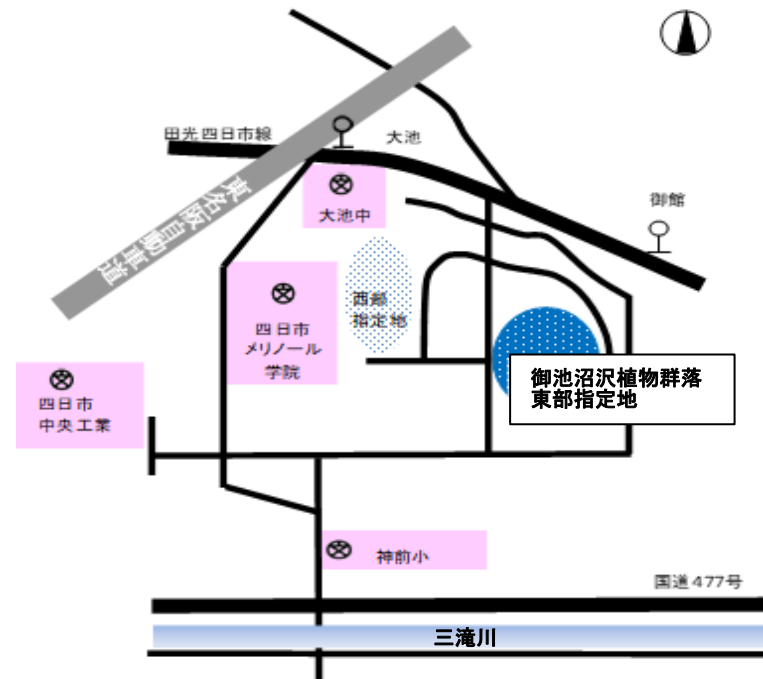 田光四日市線
大池
東名阪自動車道
大池中
御館
西部
指定地
四日市
メリノール
学院
御池沼沢植物群落
東部指定地
四日市
中央工業
神前小
国道477号
三滝川